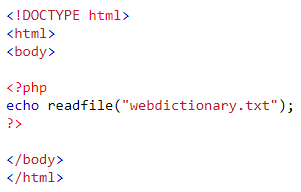 <!DOCTYPE html>
<html>
<body>

<?php
echo readfile("webdictionary.txt");
?>

</body>
</html>